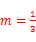 m = 1/3